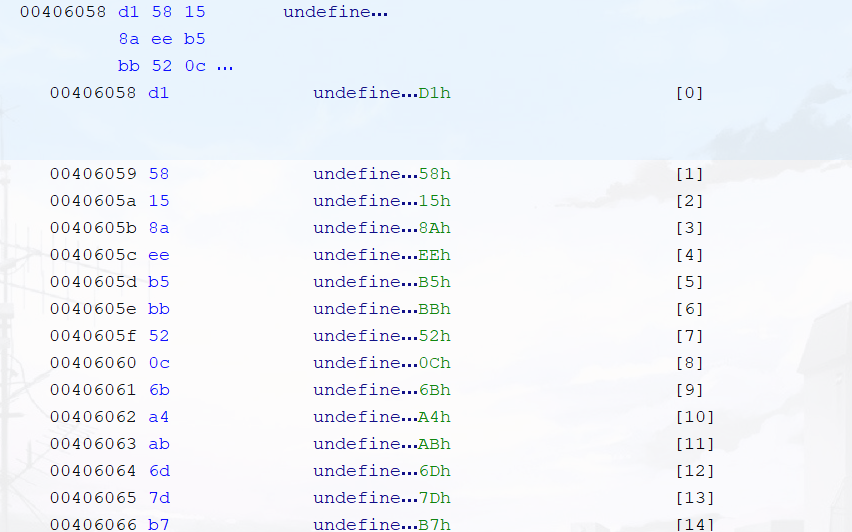 00406058 d1 58 15 undefine...
8a ee b5
bb 52 0c ...
00406058 d1 undefine...D1h [0]
00406059 58 undefine...58h [1]
0040605a 15 undefine...15h [2]
0040605b 8a undefine...8Ah [3]
0040605c ee undefine...EEh [4]
0040605d b5 undefine...B5h [5]
0040605e bb undefine...BBh [6]
0040605f 52 undefine...52h [7]
00406060 0c undefine...0Ch [8]
00406061 6b undefine...6Bh [9]
00406062 a4 undefine...A4h [10]
00406063 ab undefine...ABh [11]
00406064 6d undefine...6Dh [12]
00406065 7d undefine...7Dh [13]
00406066 b7 undefine...B7h [14]